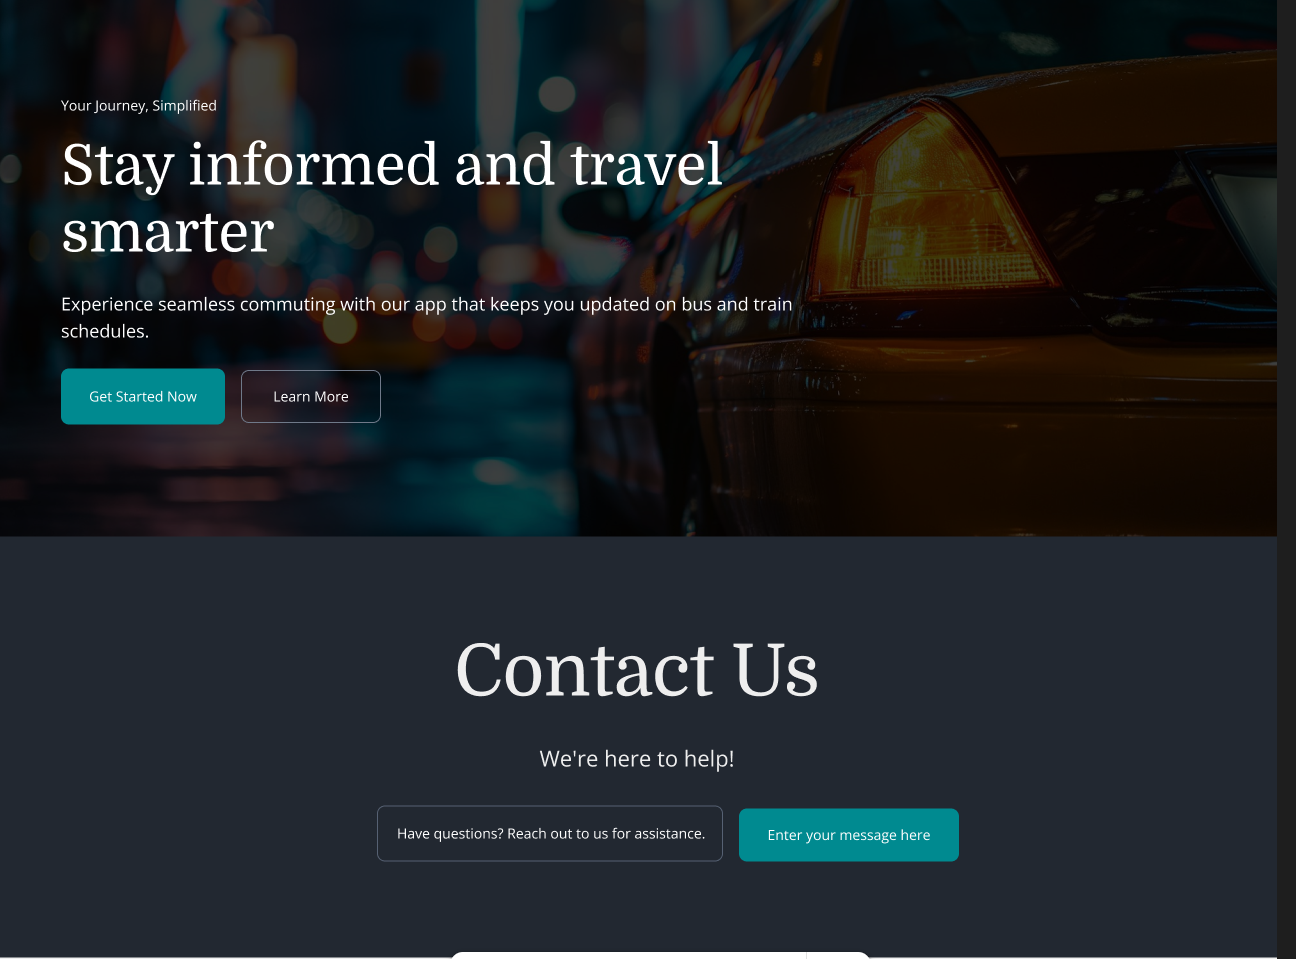 Your Journey, Simplified
Stay informed and travel
smarter
Experience seamless commuting with our app that keeps you updated on bus and train
schedules.
Get Started Now
Learn More
Contact Us
We're here to help!
Have questions? Reach out to us for assistance.
Enter your message here